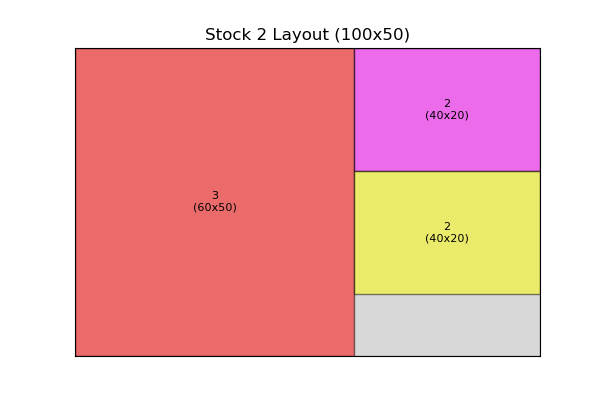 Stock 2 Layout (100x50)
3
(60x50)
2
(40x20)
2
(40x20)